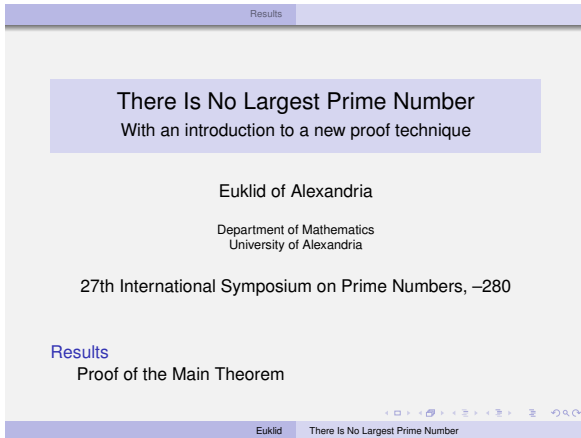 Results
There Is No Largest Prime Number
With an introduction to a new proof technique
Euklid of Alexandria
Department of Mathematics
University of Alexandria
27th International Symposium on Prime Numbers, –280
Results
Proof of the Main Theorem
Euklid There Is No Largest Prime Number